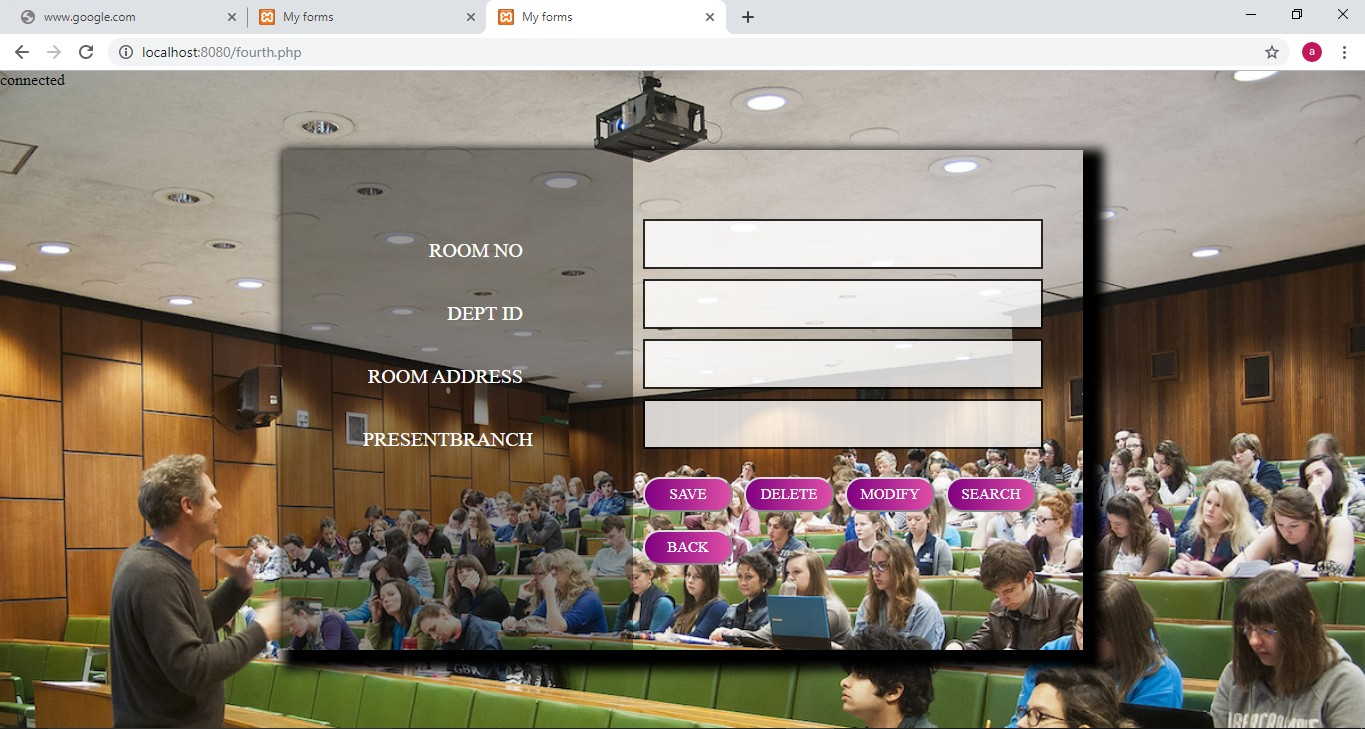 www.google.com My forms My forms
localhost:8080/fourth.php a
connected
ROOM NO
DEPT ID
ROOM ADDRESS
PRESENTBRANCH
SAVE DELETE MODIFY SEARCH
BACK